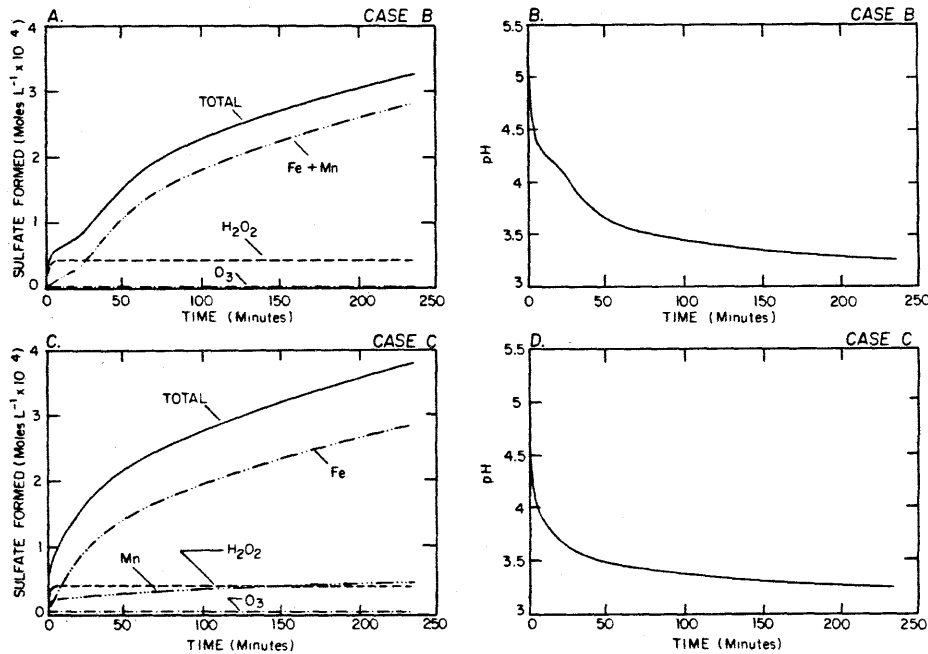 A. CASE B
SULFATE FORMED (Moles L⁻¹ x 10⁴)
4
3
2
1
0
TOTAL
Fe + Mn
H₂O₂
O₃
0 50 100 150 200 250
TIME (Minutes)
B. CASE B
pH
5.5
5
4.5
4
3.5
3
0 50 100 150 200 250
TIME (Minutes)
C. CASE C
SULFATE FORMED (Moles L⁻¹ x 10⁴)
4
3
2
1
0
TOTAL
Fe
Mn
H₂O₂
O₃
0 50 100 150 200 250
TIME (Minutes)
D. CASE C
pH
5.5
5
4.5
4
3.5
3
0 50 100 150 200 250
TIME (Minutes)